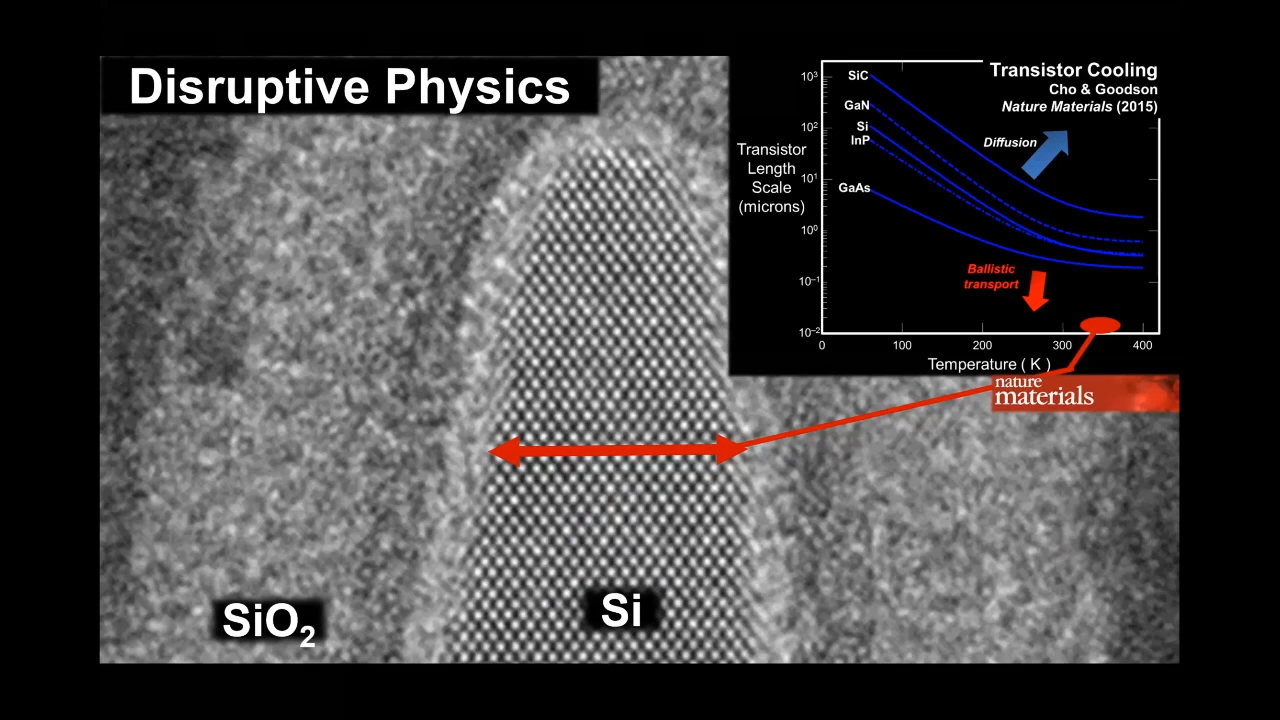 Disruptive Physics
Transistor Cooling
Cho & Goodson
Nature Materials (2015)
Transistor
Length
Scale
(microns)
10³
10²
10¹
10⁰
10⁻¹
10⁻²
SiC
GaN
Si
InP
GaAs
Diffusion
Ballistic
transport
0 100 200 300 400
Temperature ( K )
nature
materials
SiO₂
Si